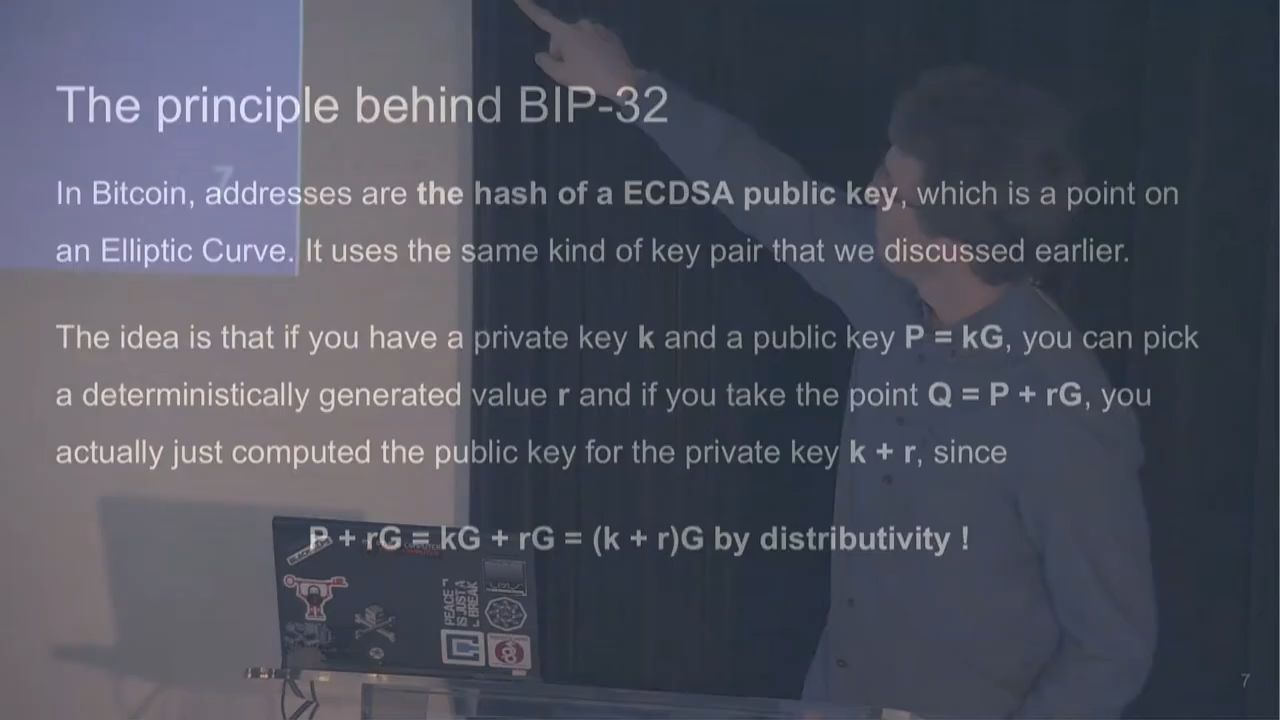 The principle behind BIP-32
7
In Bitcoin, addresses are the hash of a ECDSA public key, which is a point on
an Elliptic Curve. It uses the same kind of key pair that we discussed earlier.
The idea is that if you have a private key k and a public key P = kG, you can pick
a deterministically generated value r and if you take the point Q = P + rG, you
actually just computed the public key for the private key k + r, since
P + rG = kG + rG = (k + r)G by distributivity !
PEACE
IS JUST A
BREAK
7